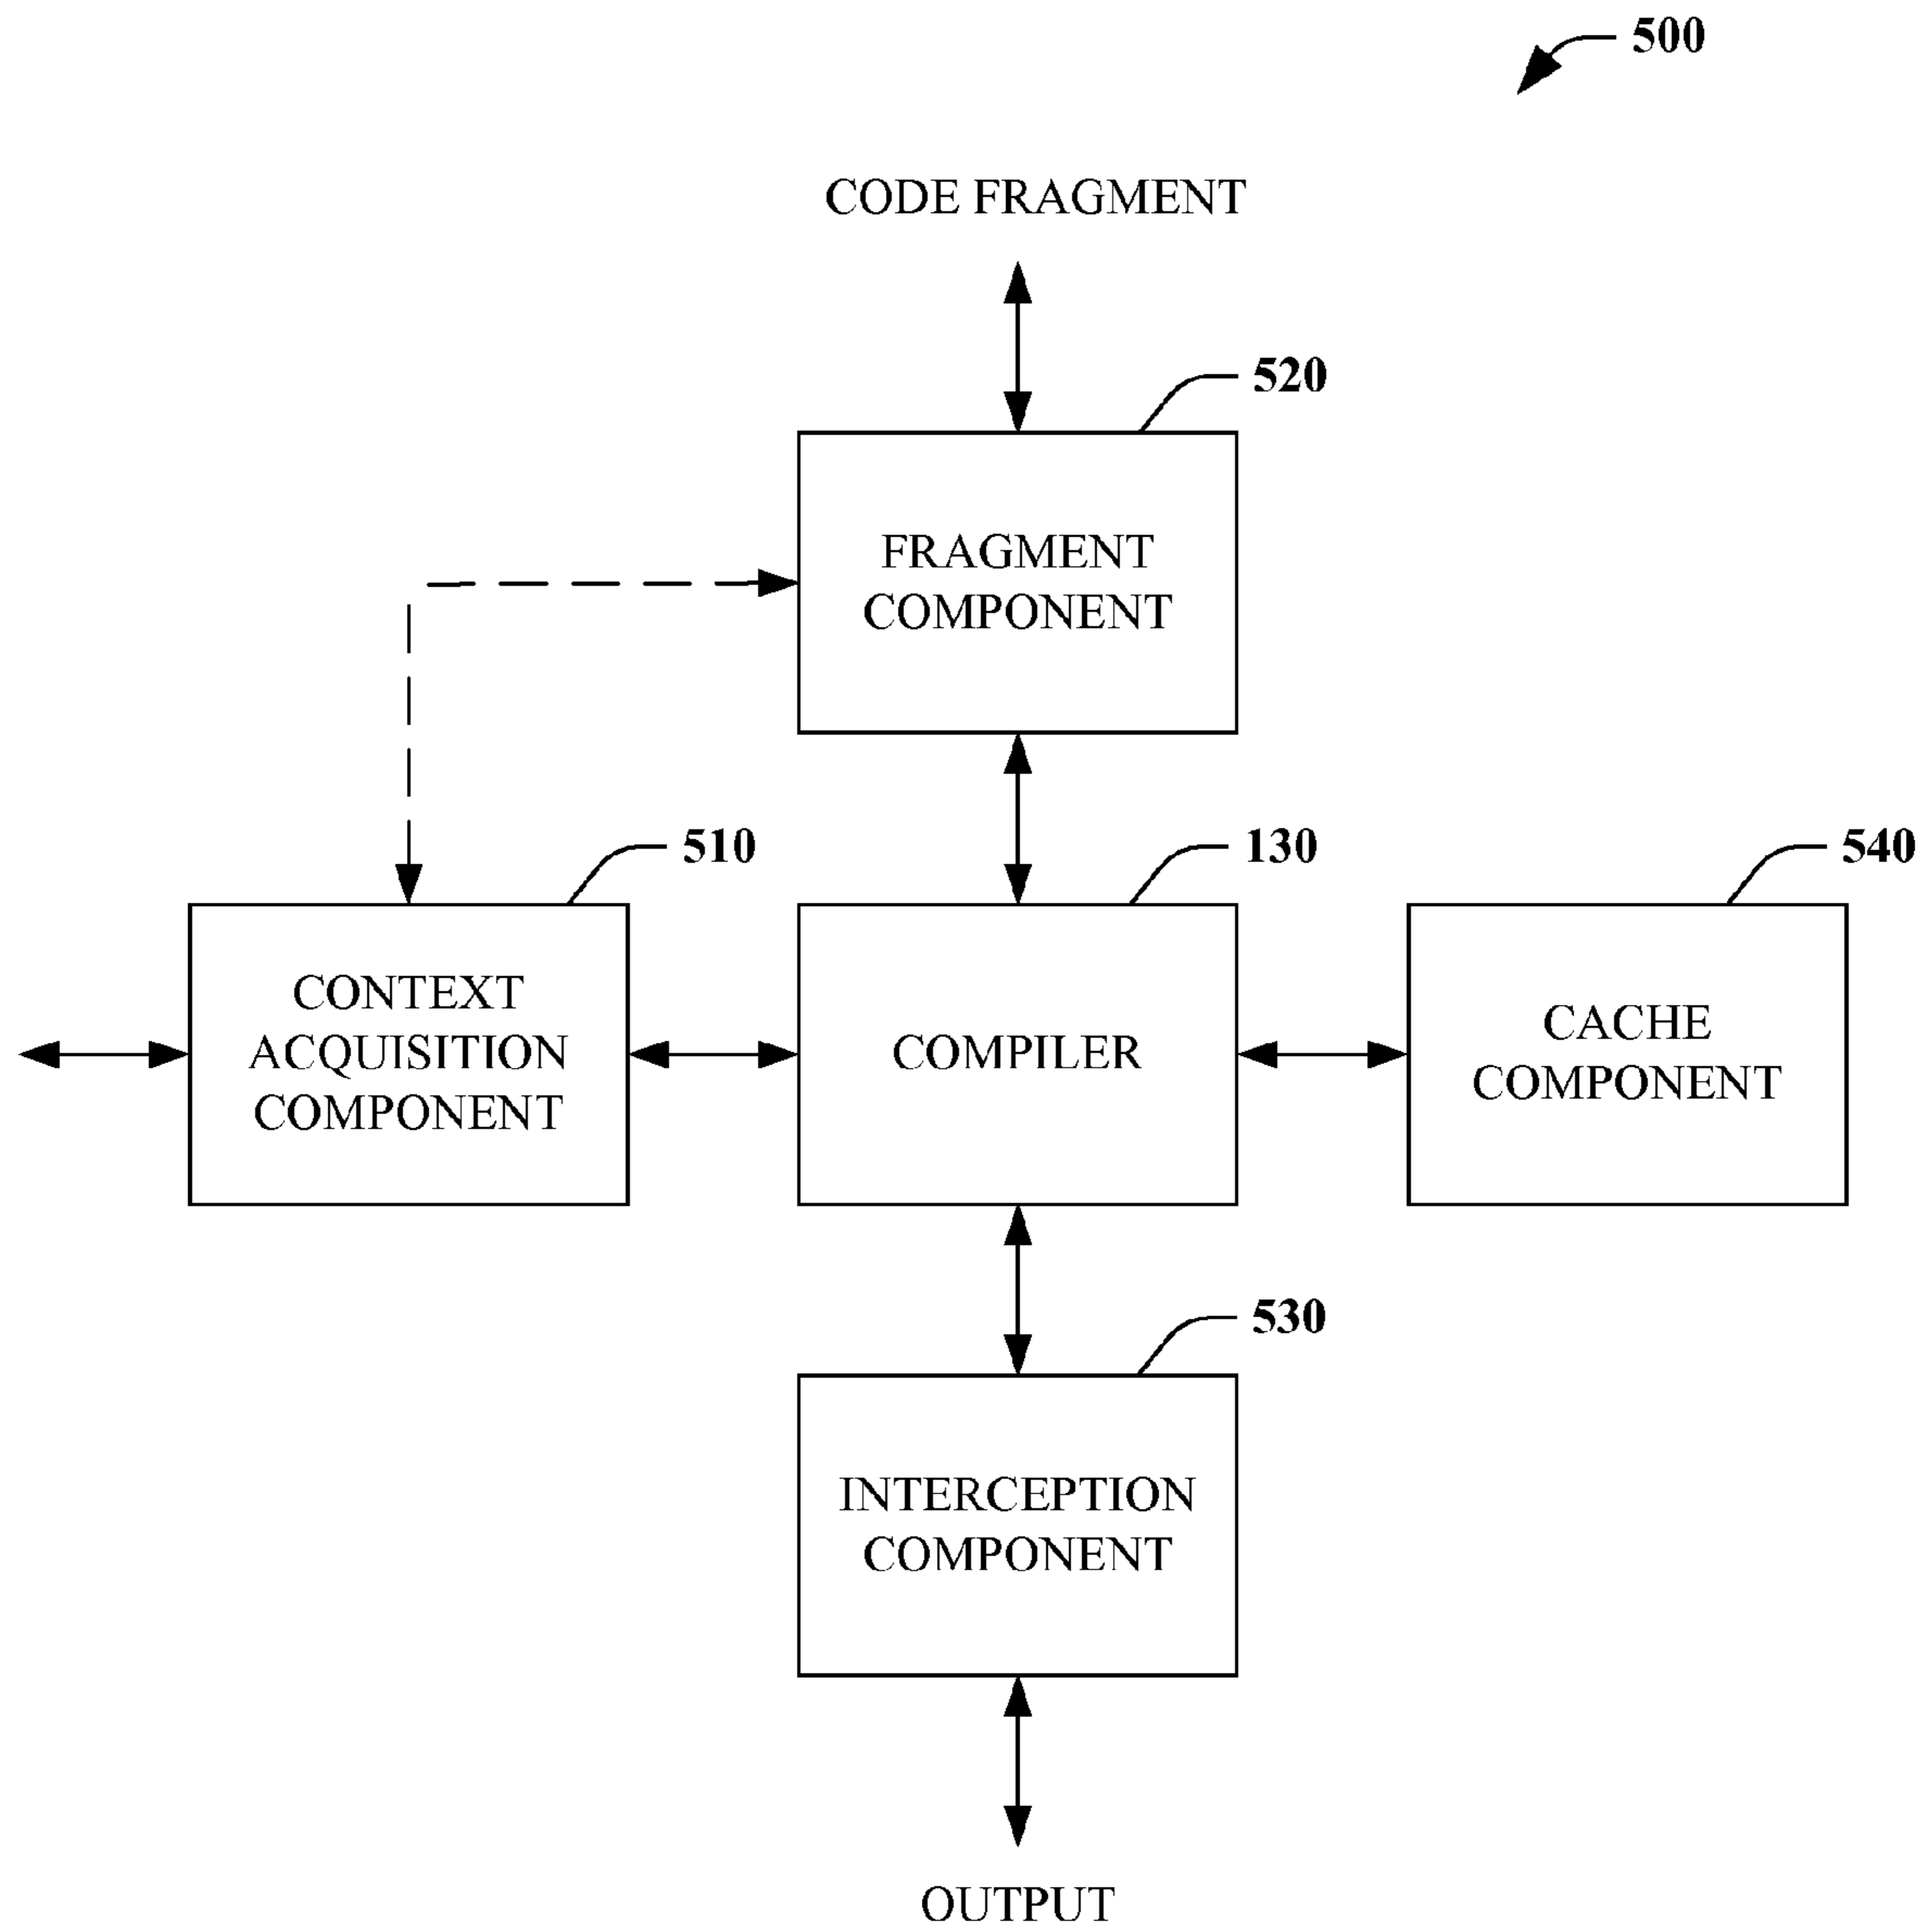 500
CODE FRAGMENT
520
FRAGMENT
COMPONENT
510
130
540
CONTEXT
ACQUISITION
COMPONENT
COMPILER
CACHE
COMPONENT
530
INTERCEPTION
COMPONENT
OUTPUT